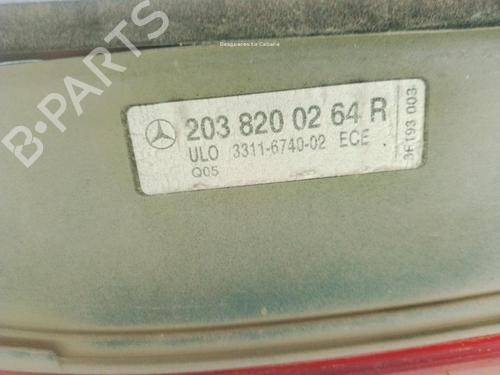 Desguaces La Cabaña
B-PARTS
203 820 02 64 R
ULO 3311-6740-02 ECE
Q05
3F193 003